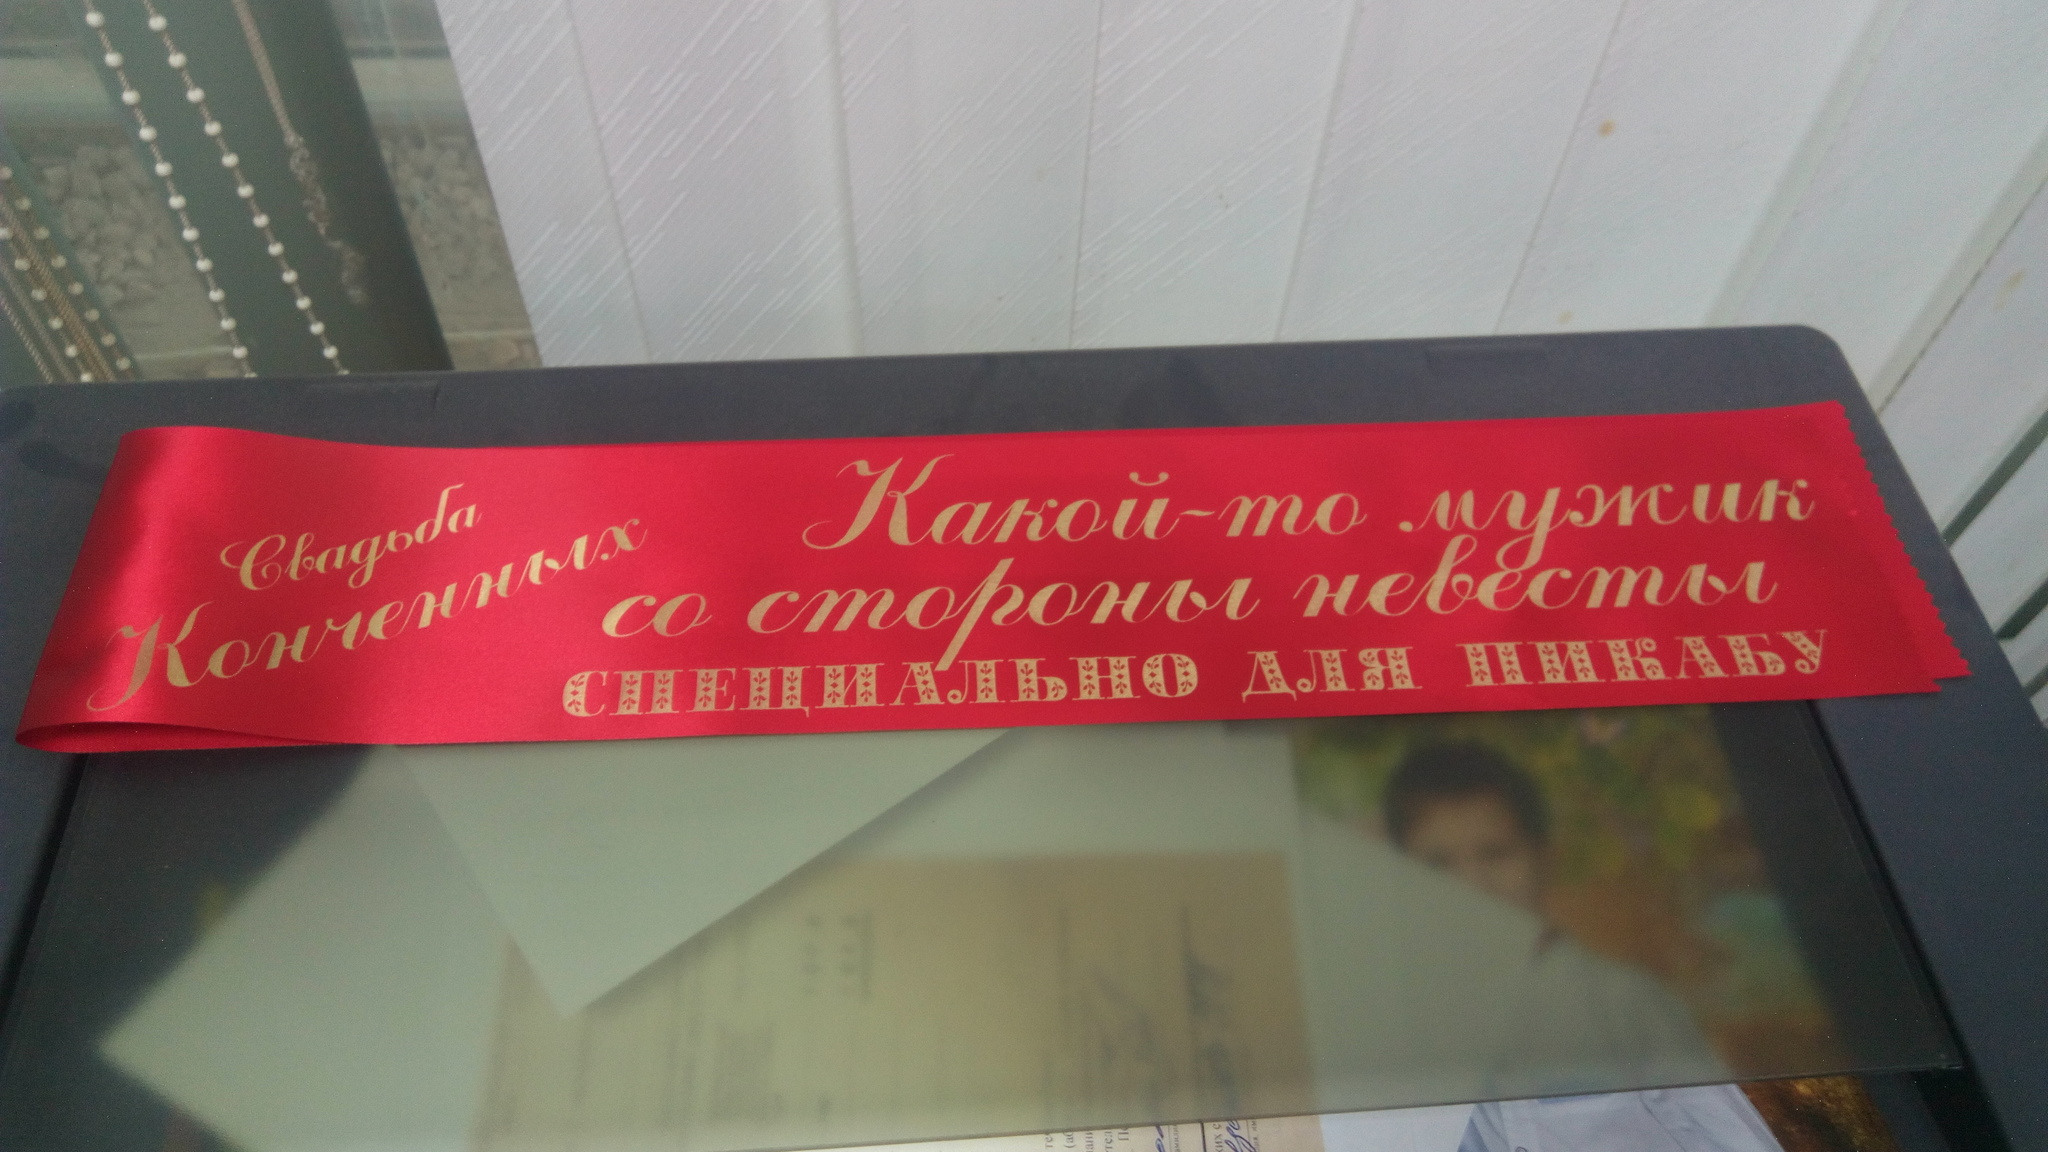 Свадьба
Конченных
Какой-то мужик
со стороны невесты
СПЕЦИАЛЬНО ДЛЯ ПИКАБУ